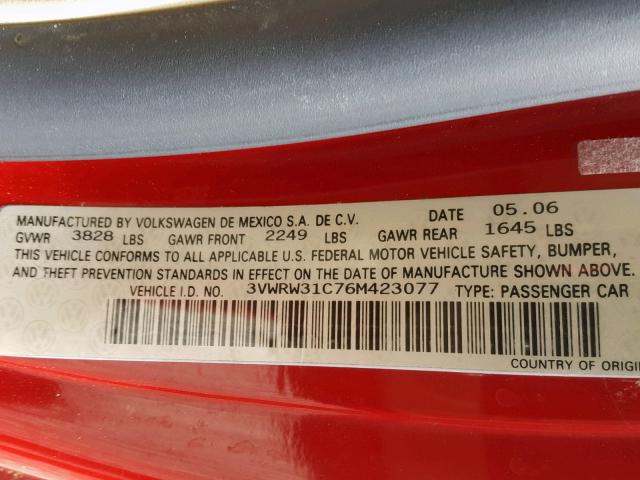 MANUFACTURED BY VOLKSWAGEN DE MEXICO S.A. DE C.V. DATE 05.06
GVWR 3828 LBS GAWR FRONT 2249 LBS GAWR REAR 1645 LBS
THIS VEHICLE CONFORMS TO ALL APPLICABLE U.S. FEDERAL MOTOR VEHICLE SAFETY, BUMPER,
AND THEFT PREVENTION STANDARDS IN EFFECT ON THE DATE OF MANUFACTURE SHOWN ABOVE.
VEHICLE I.D. NO. 3VWRW31C76M423077 TYPE: PASSENGER CAR
COUNTRY OF ORIGIN